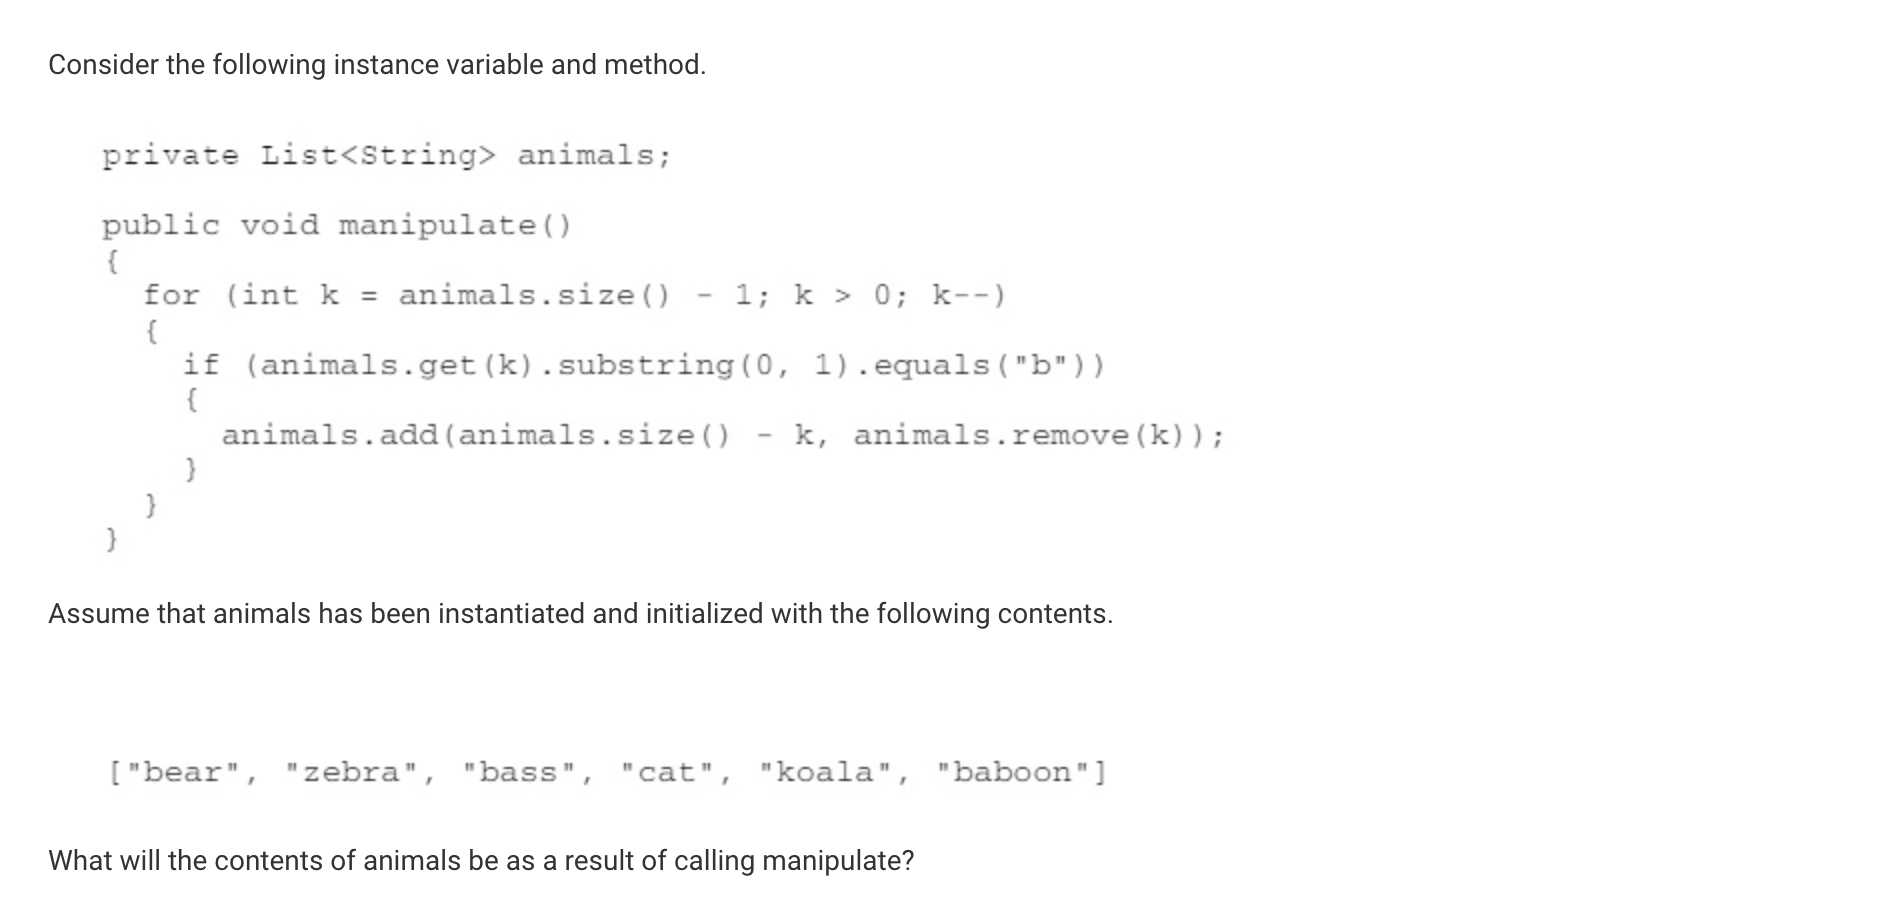 Consider the following instance variable and method.
private List<String> animals;
public void manipulate()
{
for (int k = animals.size() - 1; k > 0; k--)
{
if (animals.get(k).substring(0, 1).equals("b"))
{
animals.add(animals.size() - k, animals.remove(k));
}
}
}
Assume that animals has been instantiated and initialized with the following contents.
["bear", "zebra", "bass", "cat", "koala", "baboon"]
What will the contents of animals be as a result of calling manipulate?